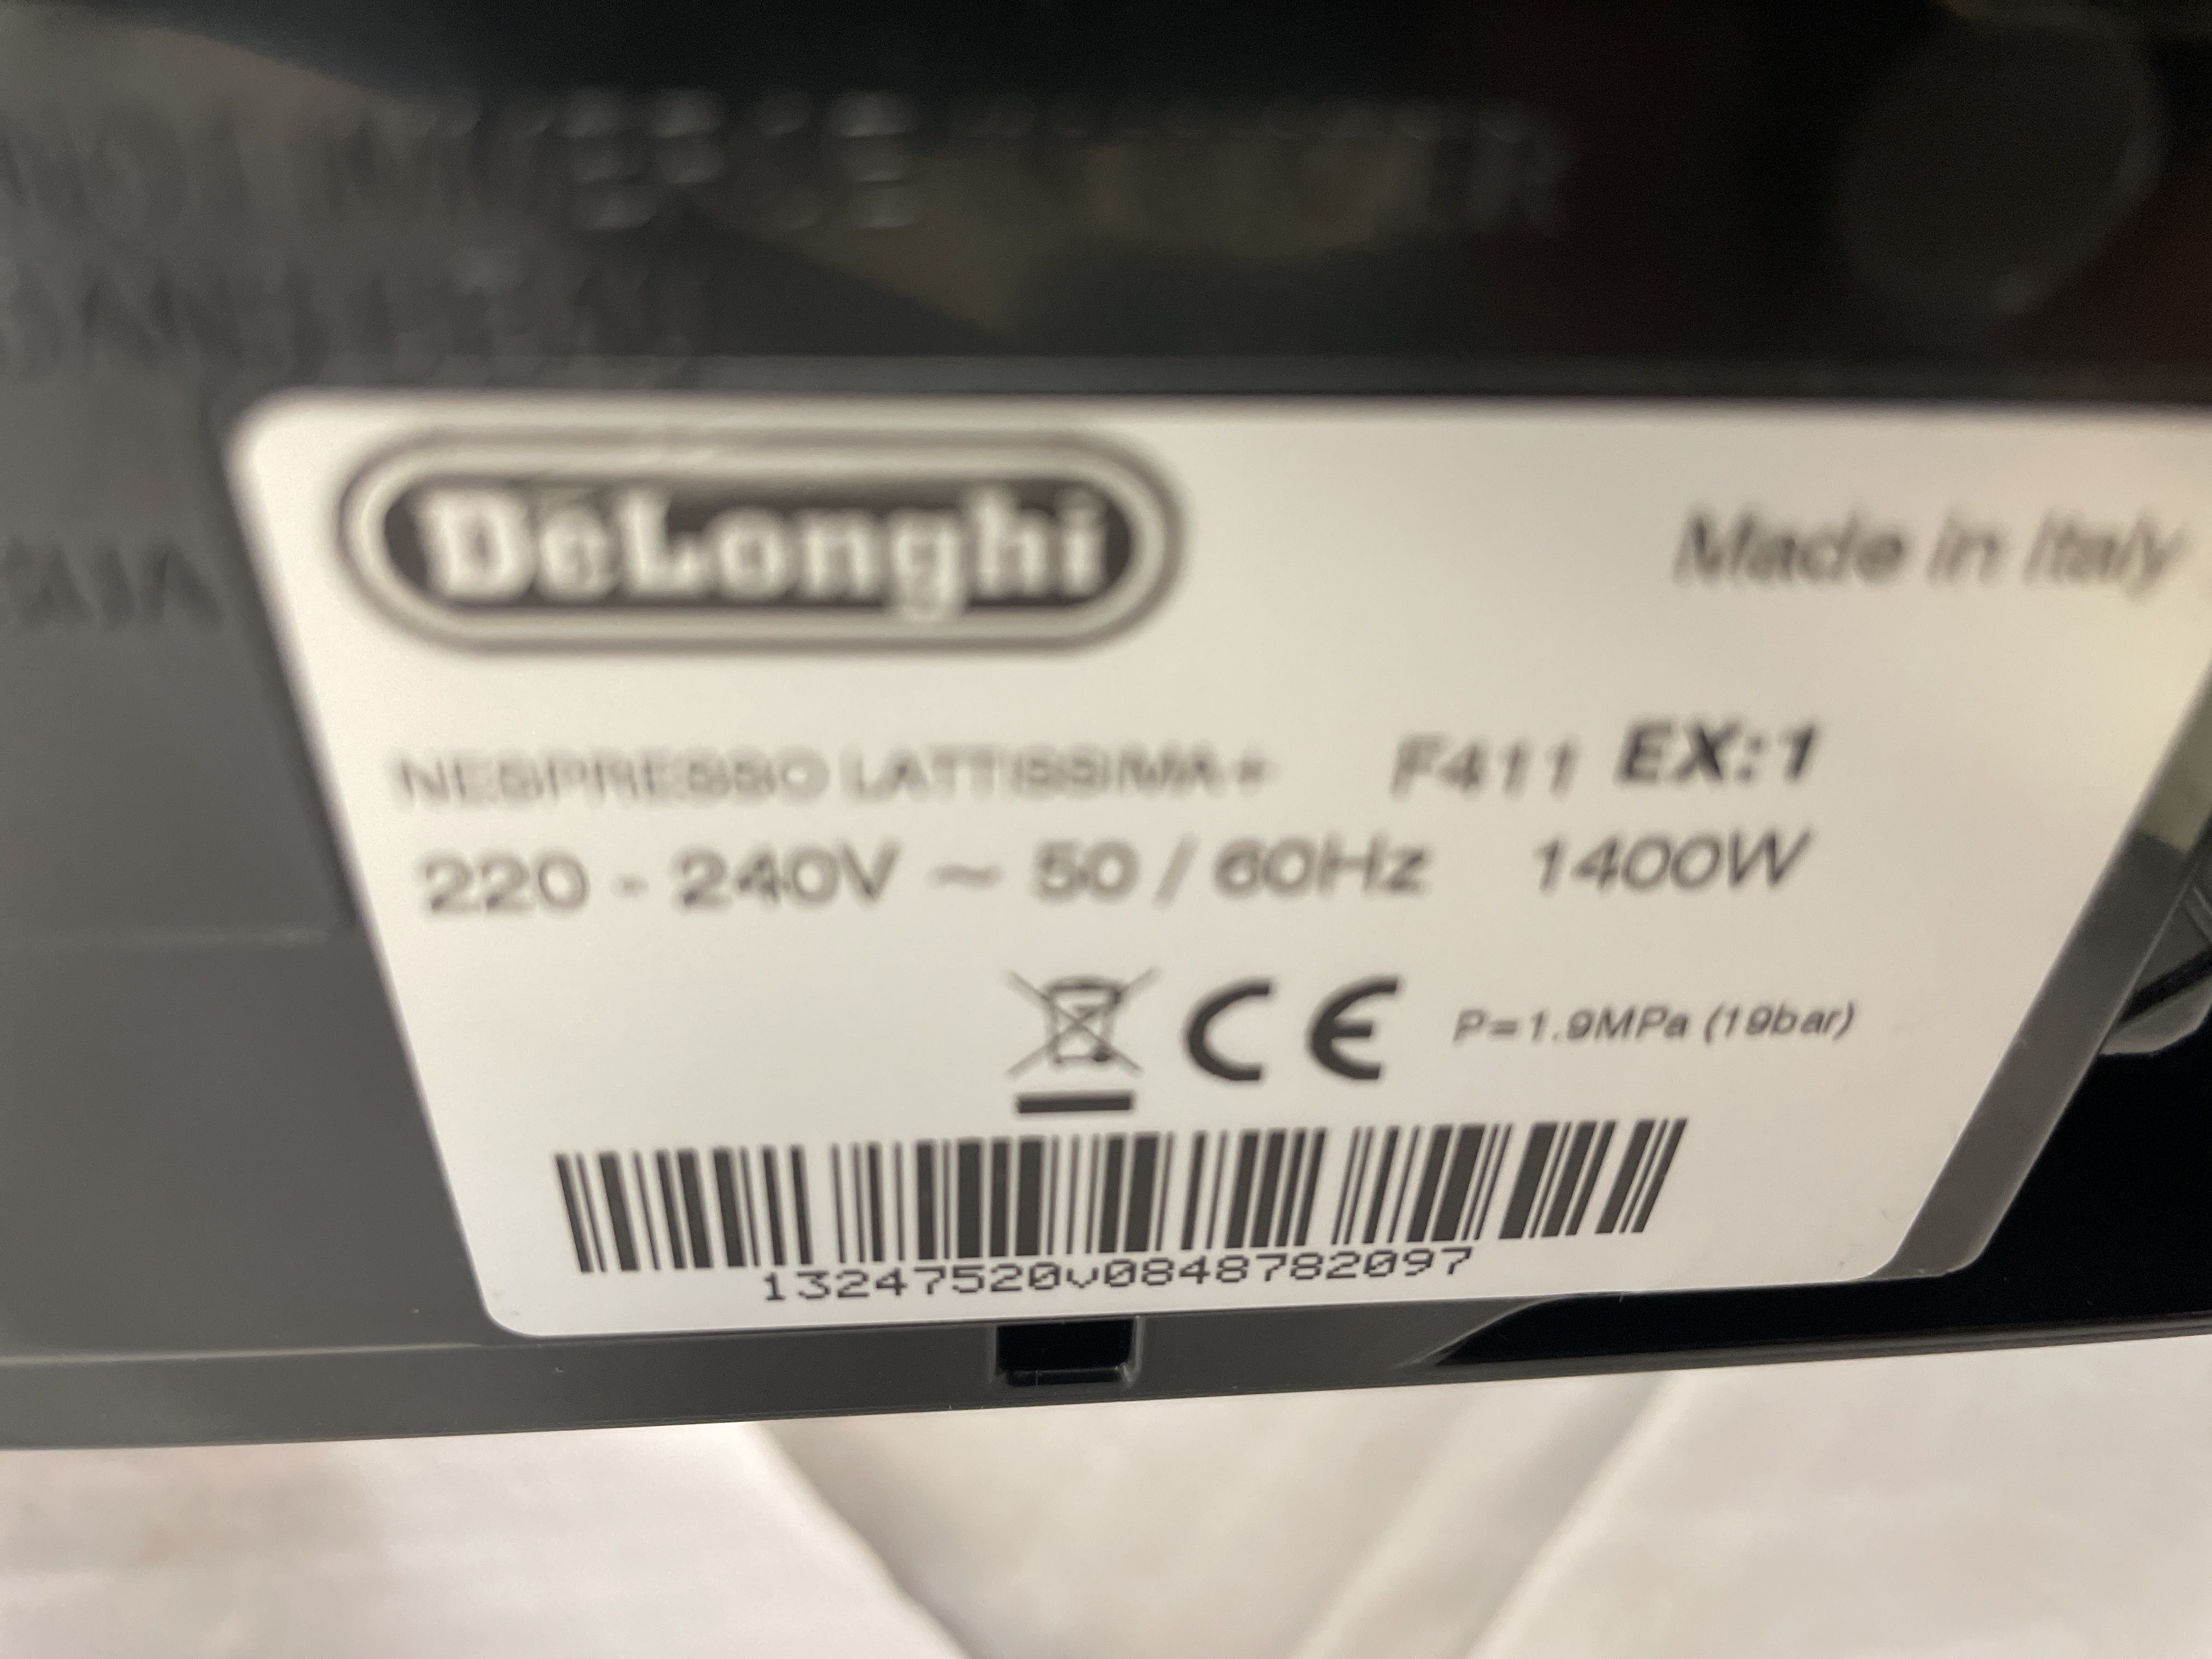 DeLonghi
Made in Italy
NESPRESSO LATTISSIMA+ F411 EX:1
220 - 240V ~ 50 / 60Hz 1400W
CE P=1.9MPa (19bar)
13247520v0848782097